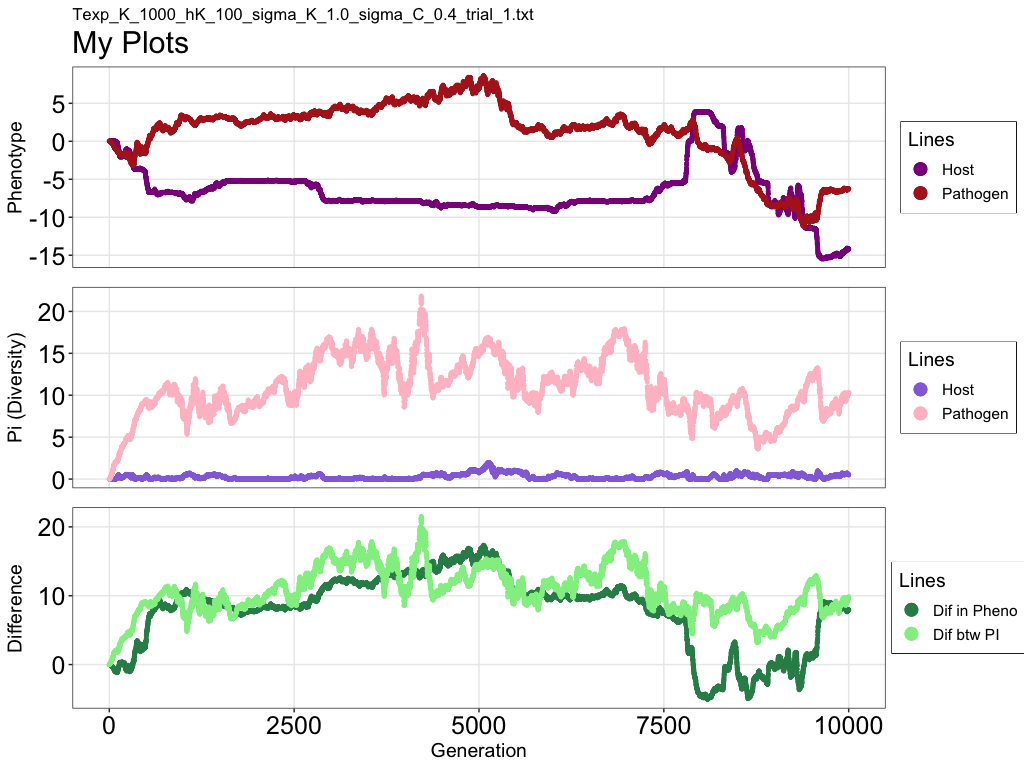 Texp_K_1000_hK_100_sigma_K_1.0_sigma_C_0.4_trial_1.txt
My Plots
Phenotype
5
0
-5
-10
-15
Lines
Host
Pathogen
Pi (Diversity)
20
15
10
5
0
Lines
Host
Pathogen
Difference
20
10
0
Lines
Dif in Pheno
Dif btw PI
0 2500 5000 7500 10000
Generation